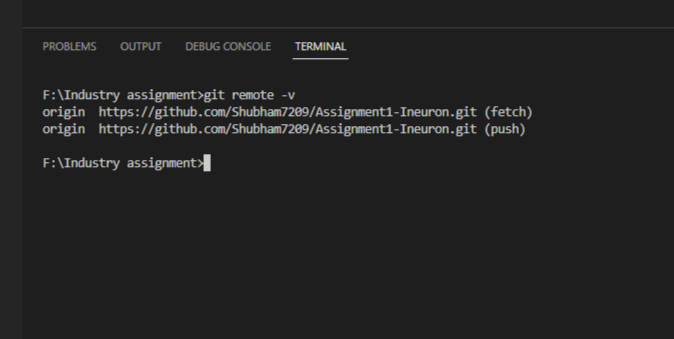 PROBLEMS OUTPUT DEBUG CONSOLE TERMINAL
F:\Industry assignment>git remote -v
origin  https://github.com/Shubham7209/Assignment1-Ineuron.git (fetch)
origin  https://github.com/Shubham7209/Assignment1-Ineuron.git (push)
F:\Industry assignment>